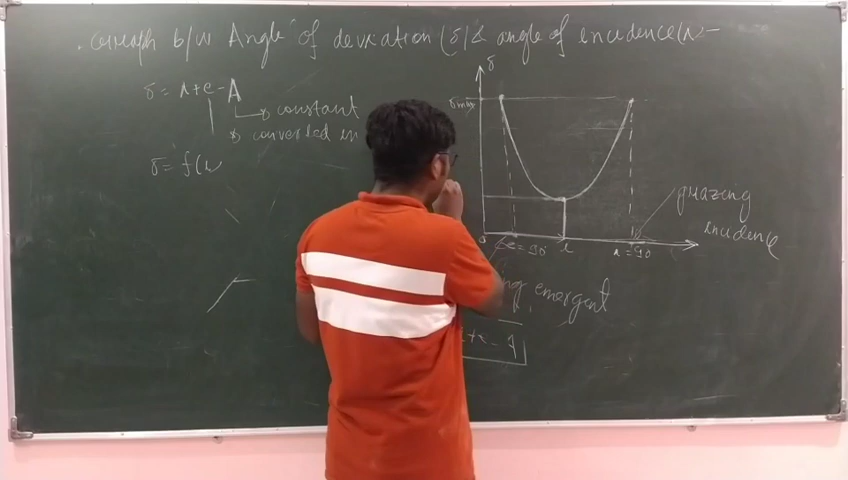 Graph b/w Angle of deviation (δ) & angle of incidence (i) :-
δ = i + e - A
constant
converted in
δ = f(i
δ
δmax
e = 90°
i
i = 90
grazing
incidence
emergent